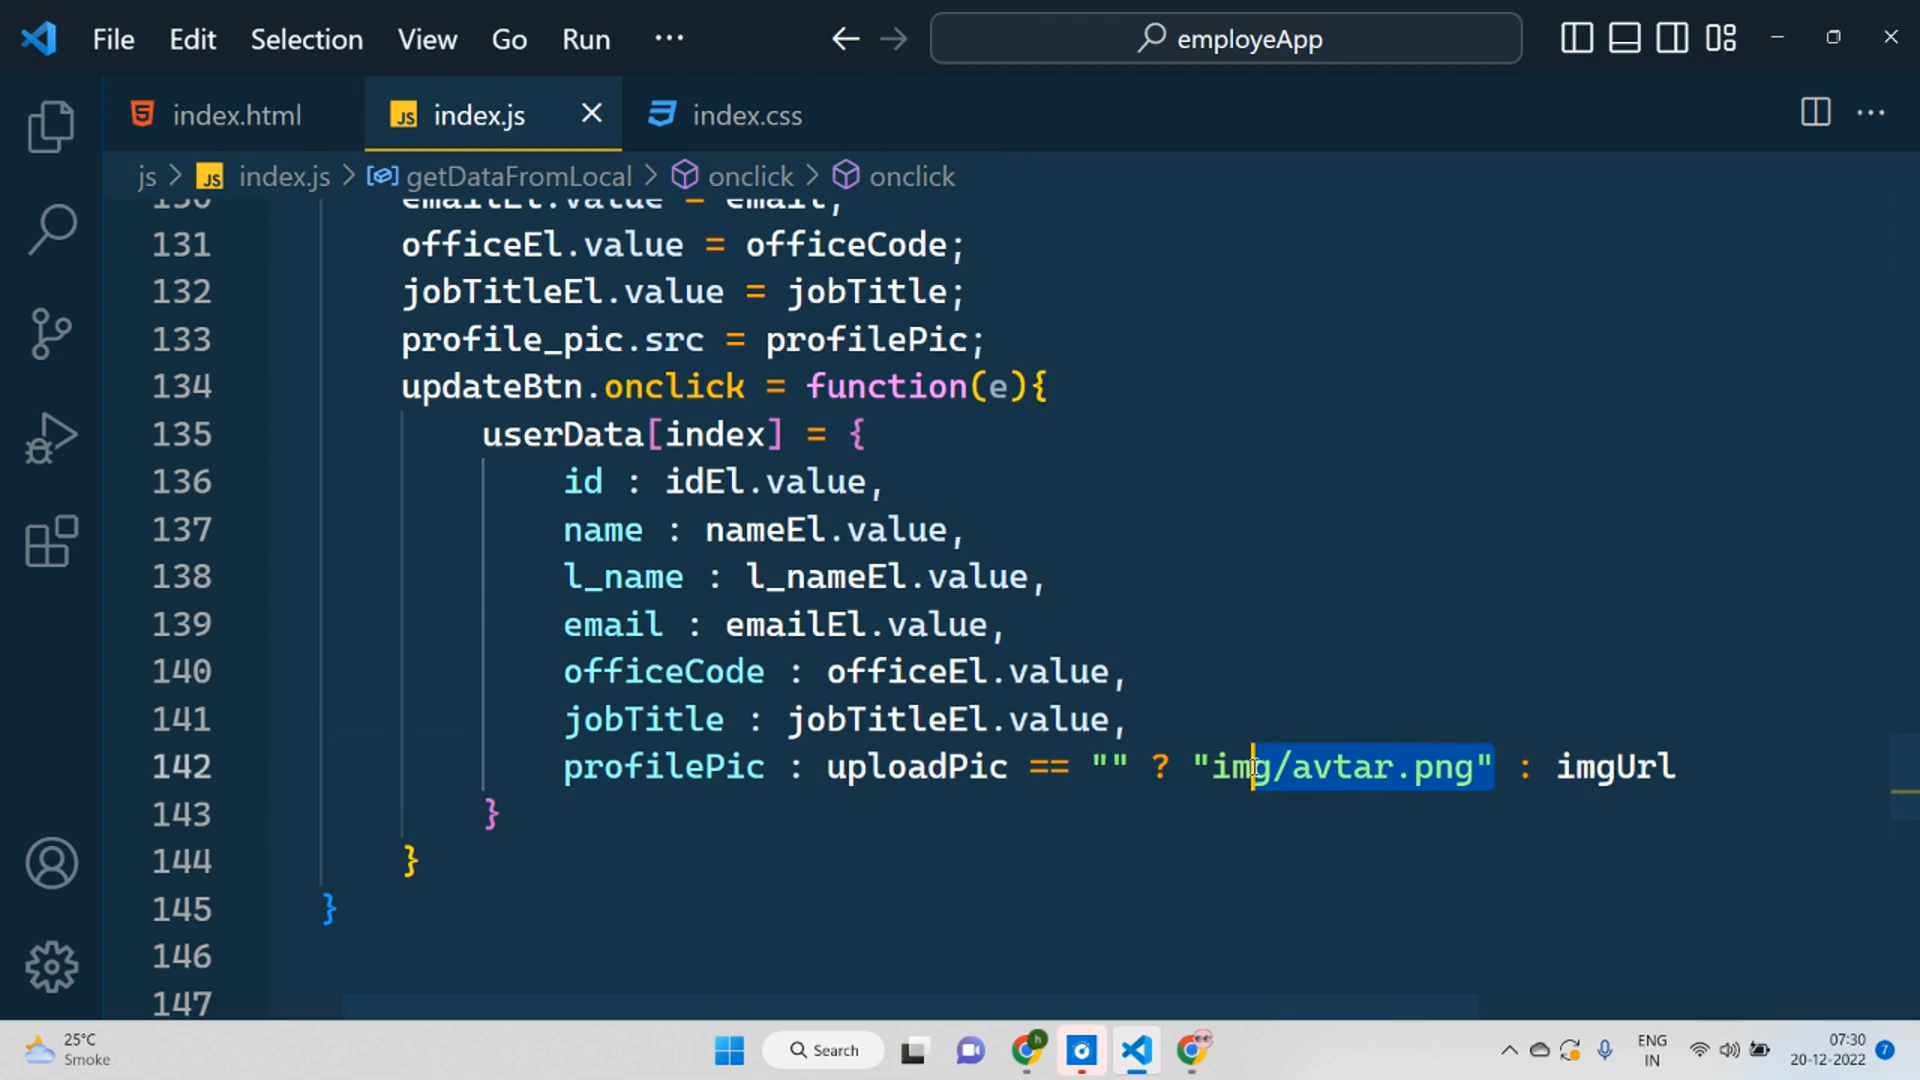 File Edit Selection View Go Run ··· employeApp
index.html index.js index.css
js > JS index.js > getDataFromLocal > onclick > onclick
130 emailEl.value = email;
131 officeEl.value = officeCode;
132 jobTitleEl.value = jobTitle;
133 profile_pic.src = profilePic;
134 updateBtn.onclick = function(e){
135 userData[index] = {
136 id : idEl.value,
137 name : nameEl.value,
138 l_name : l_nameEl.value,
139 email : emailEl.value,
140 officeCode : officeEl.value,
141 jobTitle : jobTitleEl.value,
142 profilePic : uploadPic == "" ? "img/avtar.png" : imgUrl
143 }
144 }
145 }
146
147
25°C
Smoke
Search
ENG
IN
07:30
20-12-2022
7